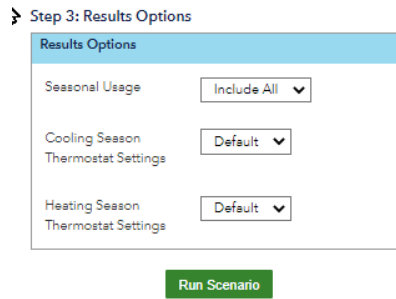 Step 3: Results Options
Results Options
Seasonal Usage
Include All
Cooling Season
Thermostat Settings
Default
Heating Season
Thermostat Settings
Default
Run Scenario